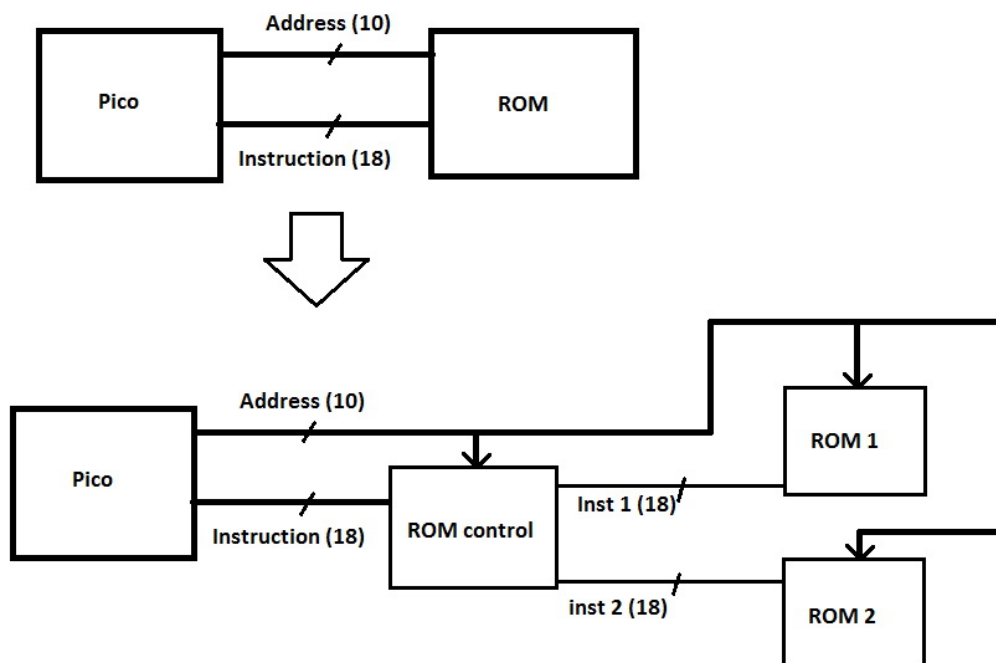 Address (10)
Pico
ROM
Instruction (18)
Address (10)
Pico
ROM 1
Inst 1 (18)
ROM control
Instruction (18)
inst 2 (18)
ROM 2